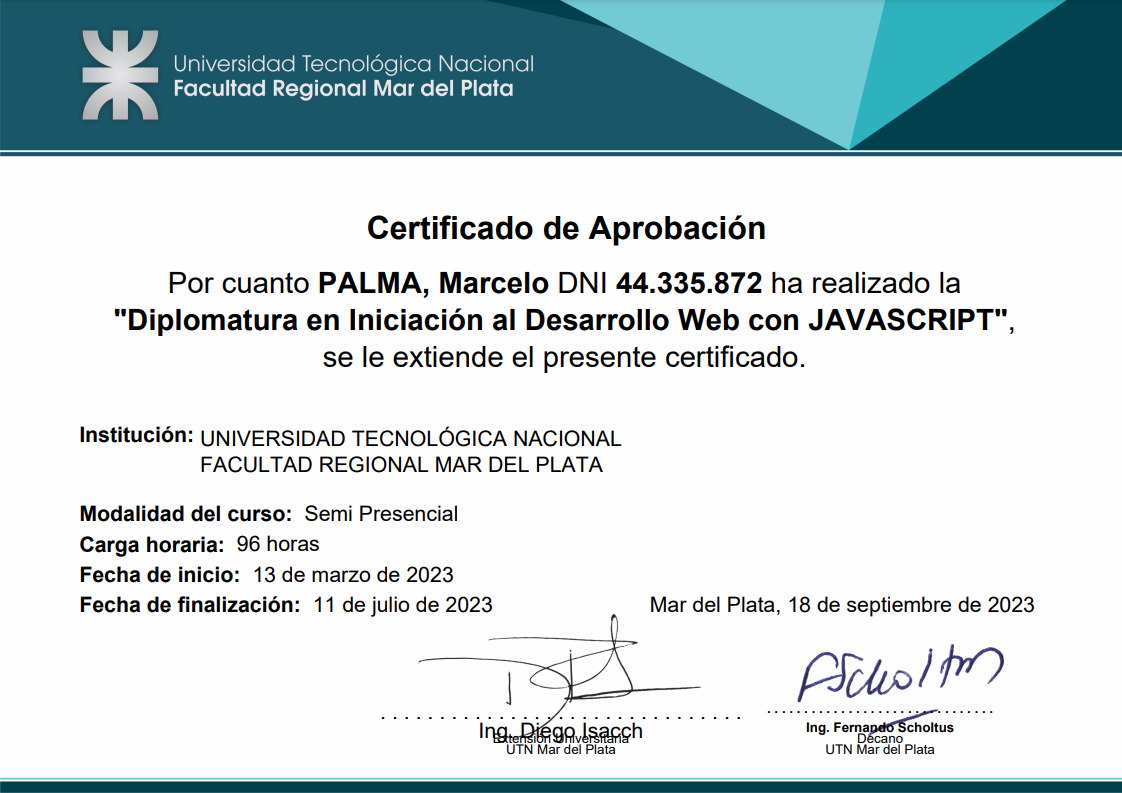 Universidad Tecnológica Nacional
Facultad Regional Mar del Plata
Certificado de Aprobación
Por cuanto PALMA, Marcelo DNI 44.335.872 ha realizado la
"Diplomatura en Iniciación al Desarrollo Web con JAVASCRIPT",
se le extiende el presente certificado.
Institución: UNIVERSIDAD TECNOLÓGICA NACIONAL
FACULTAD REGIONAL MAR DEL PLATA
Modalidad del curso: Semi Presencial
Carga horaria: 96 horas
Fecha de inicio: 13 de marzo de 2023
Fecha de finalización: 11 de julio de 2023
Mar del Plata, 18 de septiembre de 2023
Ing. Diego Isacch
Extensión Universitaria
UTN Mar del Plata
Ing. Fernando Scholtus
Decano
UTN Mar del Plata